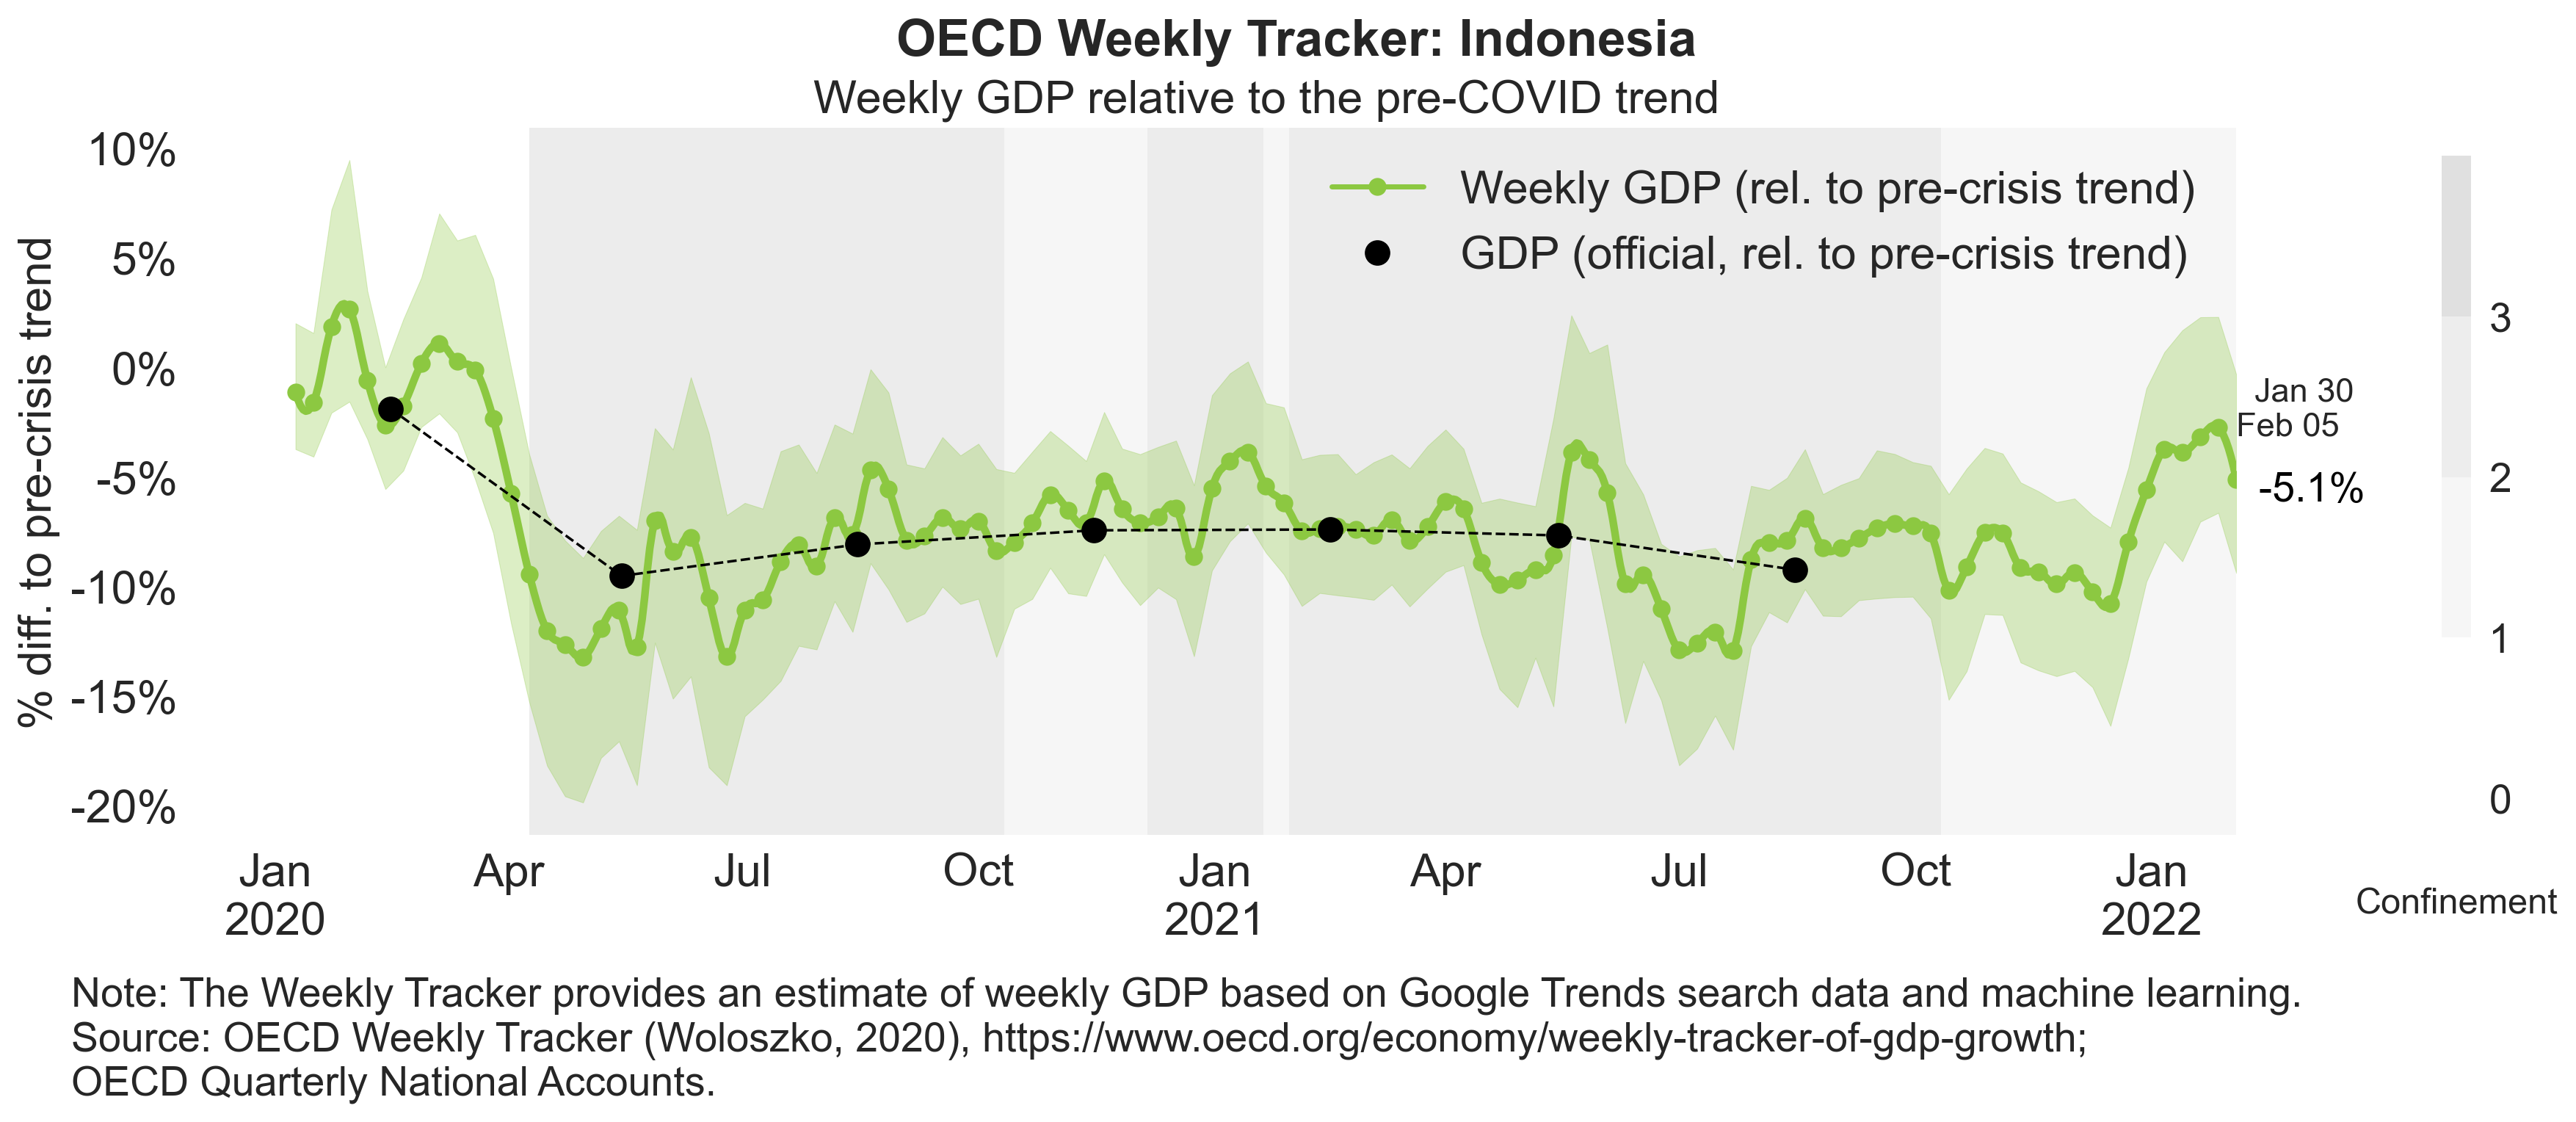 OECD Weekly Tracker: Indonesia
Weekly GDP relative to the pre-COVID trend
% diff. to pre-crisis trend
10%
5%
0%
-5%
-10%
-15%
-20%
Weekly GDP (rel. to pre-crisis trend)
GDP (official, rel. to pre-crisis trend)
Jan 30
Feb 05
-5.1%
3
2
1
0
Confinement
Jan Apr Jul Oct Jan Apr Jul Oct Jan
2020 2021 2022
Note: The Weekly Tracker provides an estimate of weekly GDP based on Google Trends search data and machine learning.
Source: OECD Weekly Tracker (Woloszko, 2020), https://www.oecd.org/economy/weekly-tracker-of-gdp-growth;
OECD Quarterly National Accounts.